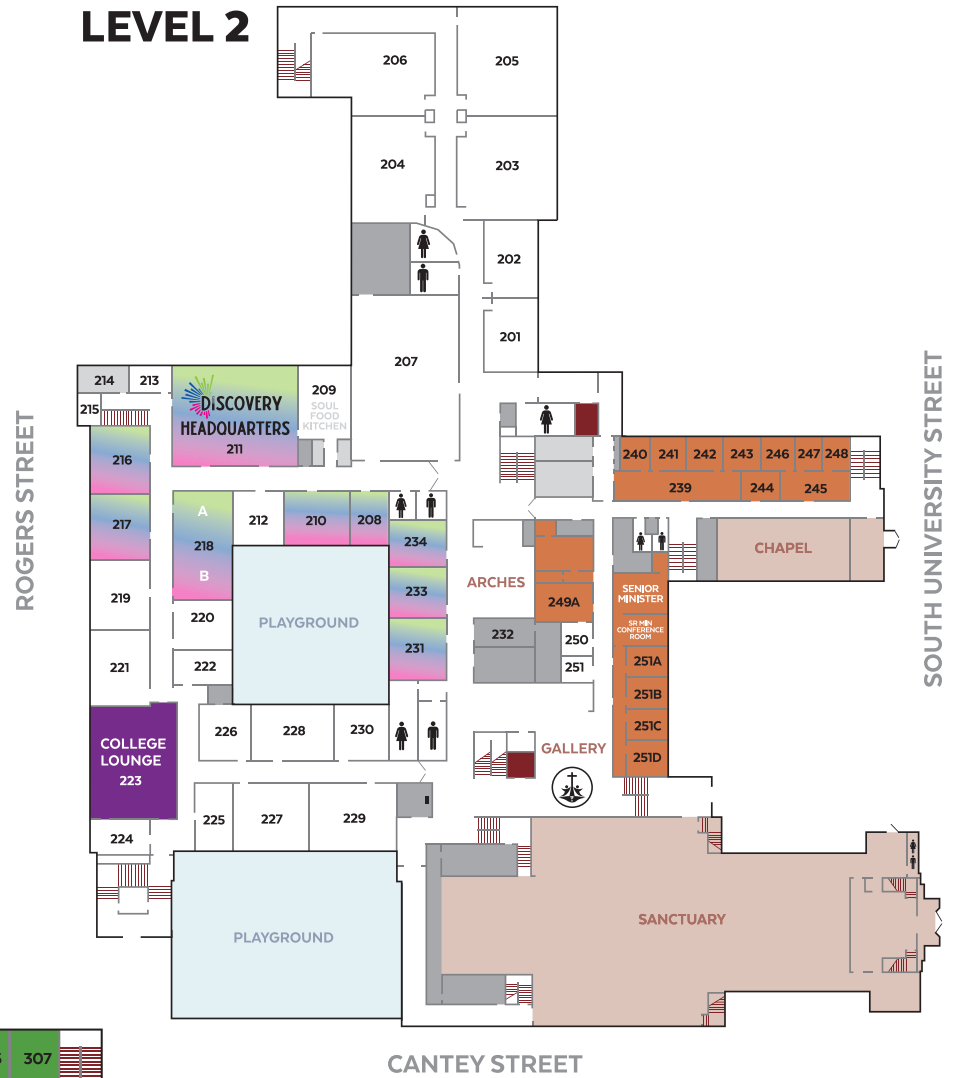 LEVEL 2
206
205
204
203
202
201
207
214
213
215
DISCOVERY
HEADQUARTERS
211
209
SOUL
FOOD
KITCHEN
216
217
A
218
B
212
210
208
234
233
231
219
220
221
222
PLAYGROUND
226
228
230
COLLEGE
LOUNGE
223
224
225
227
229
PLAYGROUND
240
241
242
243
246
247
248
239
244
245
CHAPEL
ARCHES
249A
232
250
251
SENIOR
MINISTER
SR MIN
CONFERENCE
ROOM
251A
251B
251C
251D
GALLERY
SANCTUARY
ROGERS STREET
SOUTH UNIVERSITY STREET
CANTEY STREET
307